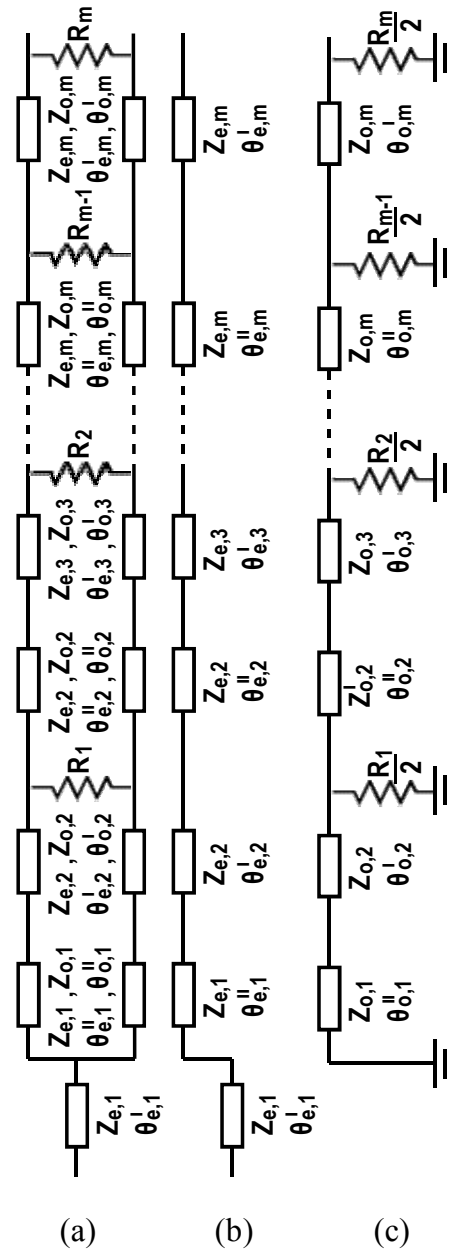 (a)
Ze,1
θ'e,1
Ze,1, Zo,1
θ''e,1, θ''o,1
Ze,2, Zo,2
θ'e,2, θ'o,2
R1
Ze,2, Zo,2
θ''e,2, θ''o,2
Ze,3, Zo,3
θ'e,3, θ'o,3
R2
Ze,m, Zo,m
θ''e,m, θ''o,m
Rm-1
Ze,m, Zo,m
θ'e,m, θ'o,m
Rm
(b)
Ze,1
θ'e,1
Ze,1
θ''e,1
Ze,2
θ'e,2
Ze,2
θ''e,2
Ze,3
θ'e,3
Ze,m
θ''e,m
Ze,m
θ'e,m
(c)
Zo,1
θ''o,1
Zo,2
θ'o,2
R1
2
Z'o,2
θ''o,2
Zo,3
θ'o,3
R2
2
Zo,m
θ''o,m
Rm-1
2
Zo,m
θ'o,m
Rm
2